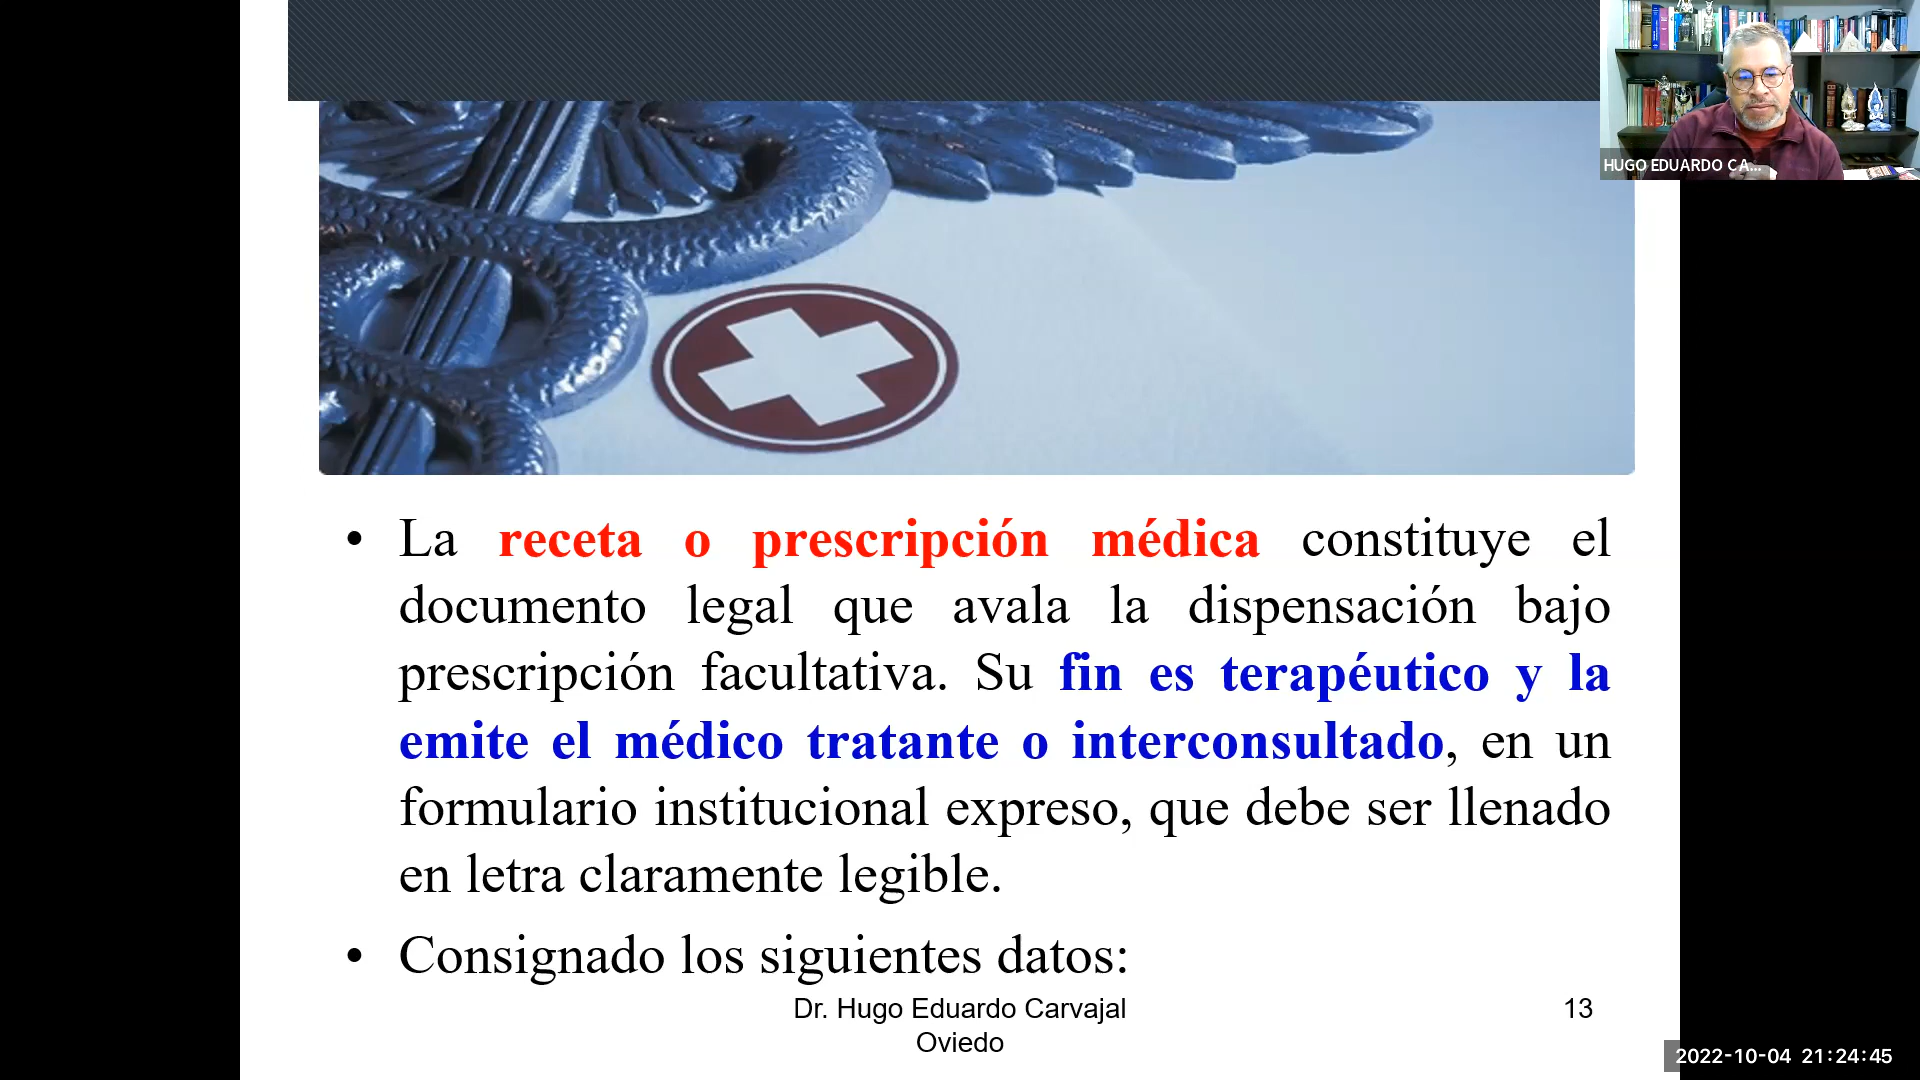 HUGO EDUARDO CA...
• La receta o prescripción médica constituye el
documento legal que avala la dispensación bajo
prescripción facultativa. Su fin es terapéutico y la
emite el médico tratante o interconsultado, en un
formulario institucional expreso, que debe ser llenado
en letra claramente legible.
• Consignado los siguientes datos:
Dr. Hugo Eduardo Carvajal
Oviedo
13
2022-10-04 21:24:45